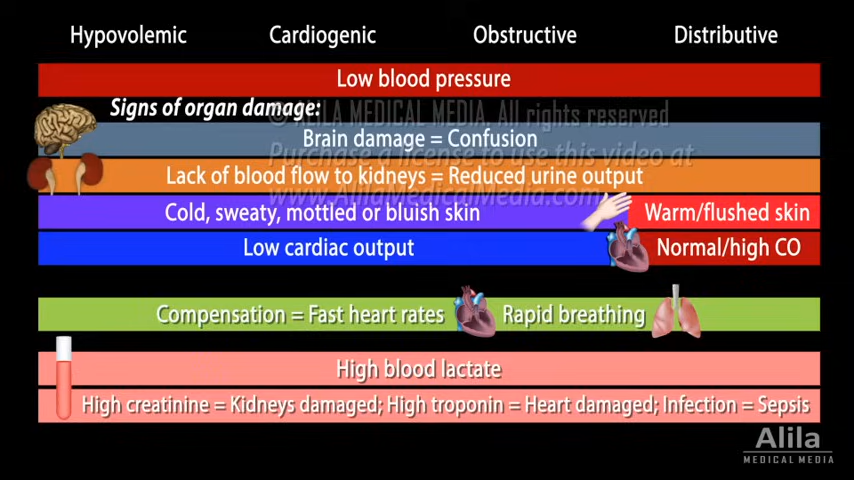 Hypovolemic Cardiogenic Obstructive Distributive
Low blood pressure
Signs of organ damage:
© ALILA MEDICAL MEDIA. All rights reserved
Brain damage = Confusion
Purchase a license to use this video at
Lack of blood flow to kidneys = Reduced urine output
www.AlilaMedicalMedia.com
Cold, sweaty, mottled or bluish skin Warm/flushed skin
Low cardiac output Normal/high CO
Compensation = Fast heart rates Rapid breathing
High blood lactate
High creatinine = Kidneys damaged; High troponin = Heart damaged; Infection = Sepsis
Alila
MEDICAL MEDIA